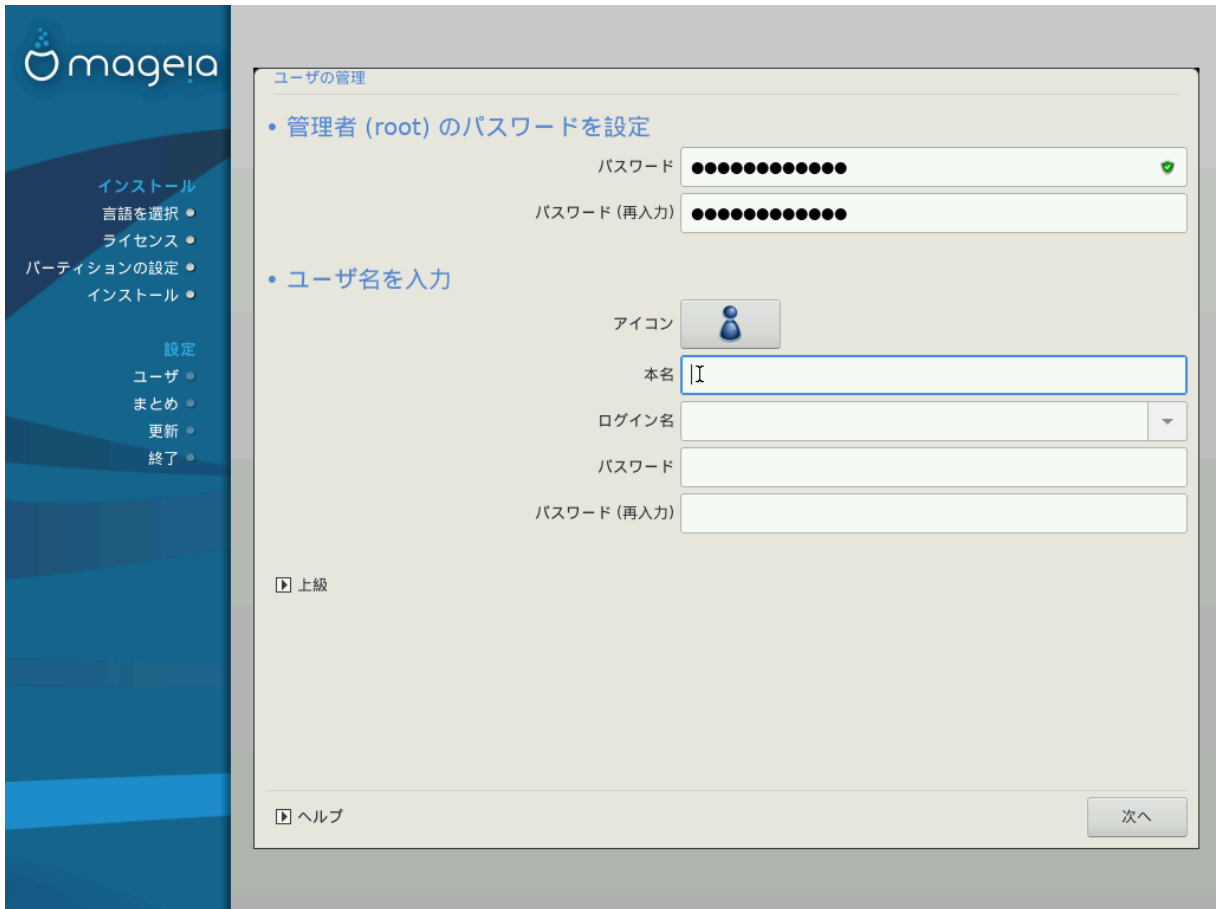 mageia
インストール
言語を選択
ライセンス
パーティションの設定
インストール
設定
ユーザ
まとめ
更新
終了
ユーザの管理
• 管理者 (root) のパスワードを設定
パスワード ●●●●●●●●●●●●
パスワード (再入力) ●●●●●●●●●●●●
• ユーザ名を入力
アイコン
本名
ログイン名
パスワード
パスワード (再入力)
上級
ヘルプ
次へ